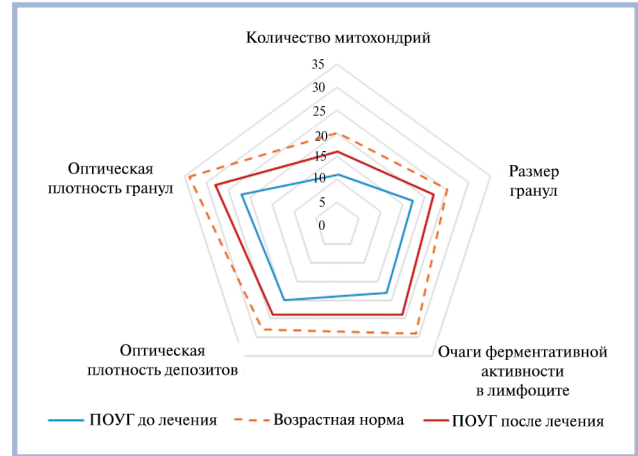 Количество митохондрий
35
30
25
20
15
10
5
0
Оптическая
плотность гранул
Размер
гранул
Оптическая
плотность депозитов
Очаги ферментативной
активности
в лимфоците
ПОУГ до лечения
Возрастная норма
ПОУГ после лечения